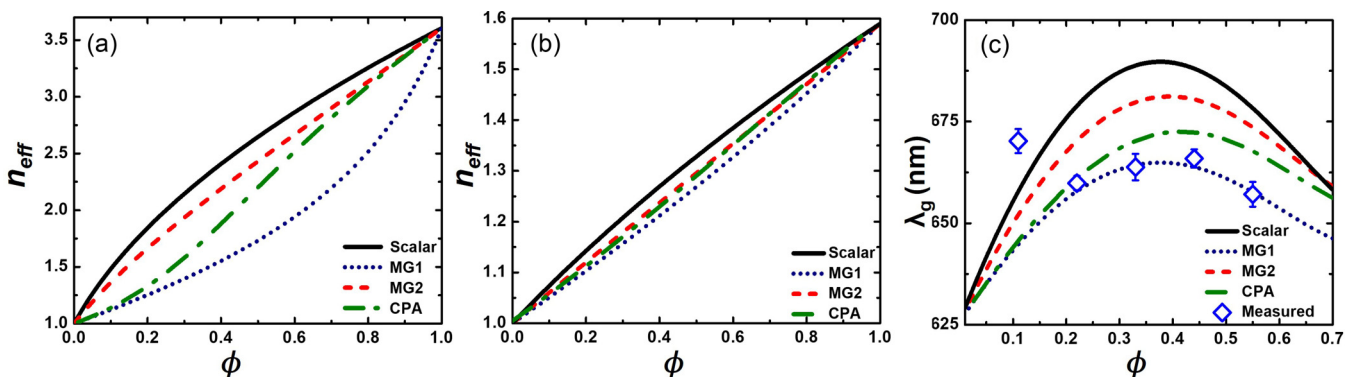 (a)
n_eff
3.5
3.0
2.5
2.0
1.5
1.0
0.0 0.2 0.4 0.6 0.8 1.0
ϕ
Scalar
MG1
MG2
CPA
(b)
n_eff
1.6
1.5
1.4
1.3
1.2
1.1
1.0
0.0 0.2 0.4 0.6 0.8 1.0
ϕ
Scalar
MG1
MG2
CPA
(c)
λ_g (nm)
700
675
650
625
0.1 0.2 0.3 0.4 0.5 0.6 0.7
ϕ
Scalar
MG1
MG2
CPA
Measured